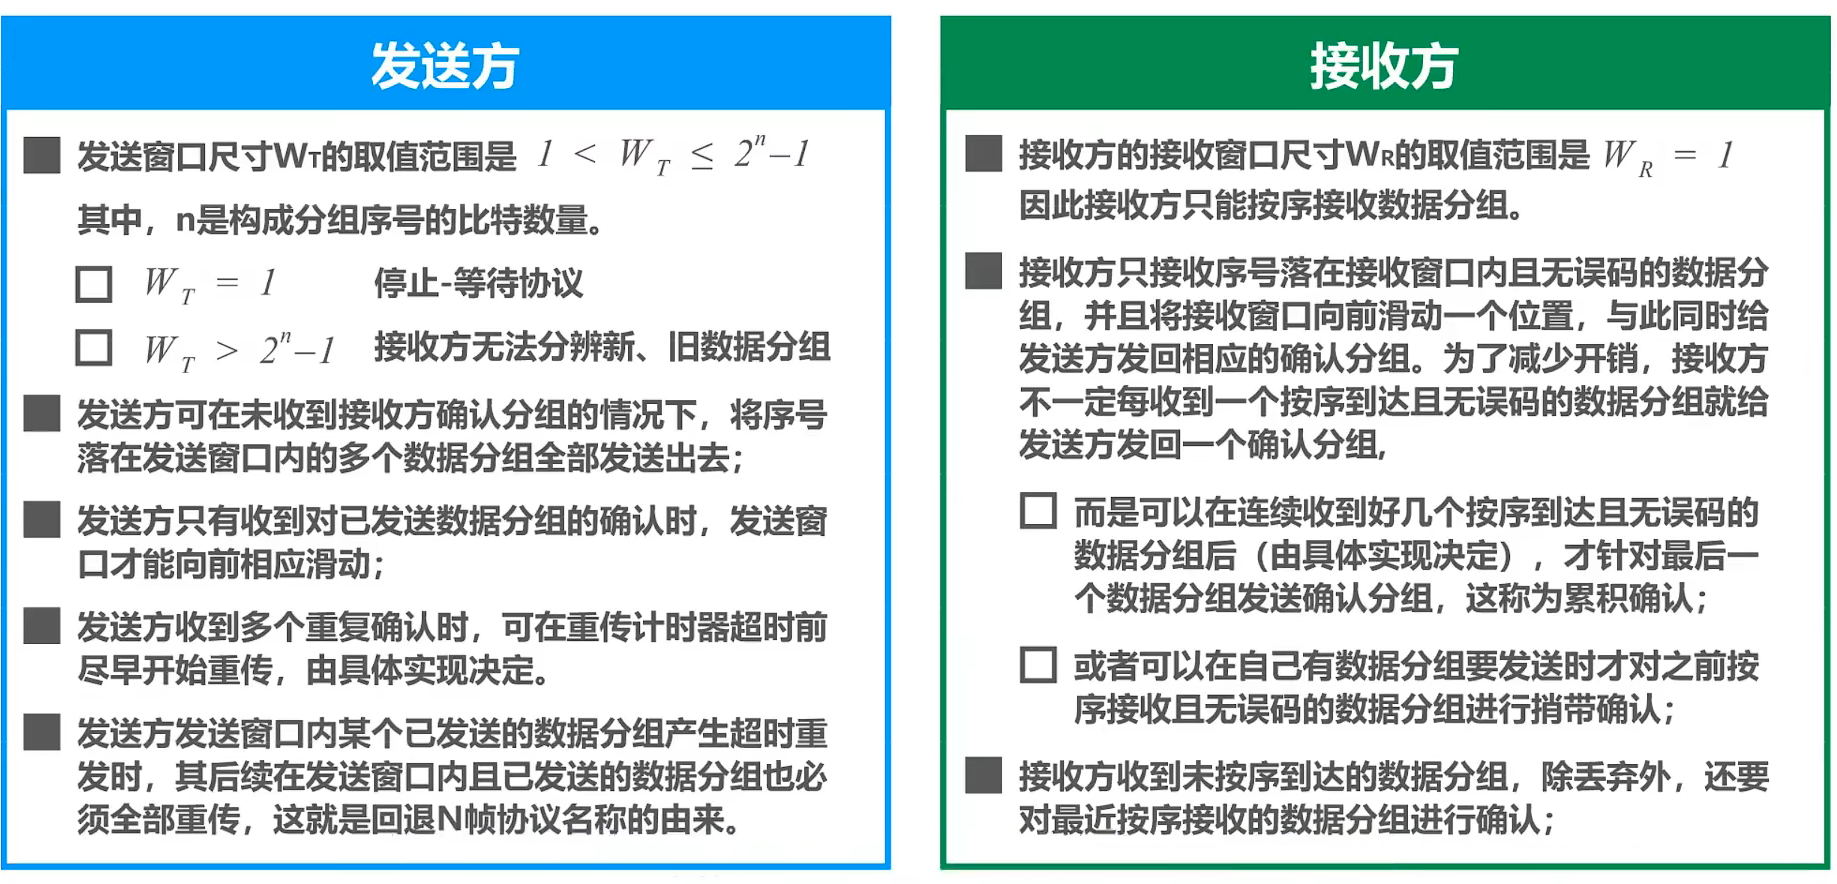 发送方
发送窗口尺寸WT的取值范围是 1 < W_T ≤ 2^n–1
其中，n是构成分组序号的比特数量。
W_T = 1 停止-等待协议
W_T > 2^n–1 接收方无法分辨新、旧数据分组
发送方可在未收到接收方确认分组的情况下，将序号
落在发送窗口内的多个数据分组全部发送出去；
发送方只有收到对已发送数据分组的确认时，发送窗
口才能向前相应滑动；
发送方收到多个重复确认时，可在重传计时器超时前
尽早开始重传，由具体实现决定。
发送方发送窗口内某个已发送的数据分组产生超时重
发时，其后续在发送窗口内且已发送的数据分组也必
须全部重传，这就是回退N帧协议名称的由来。
接收方
接收方的接收窗口尺寸WR的取值范围是 W_R = 1
因此接收方只能按序接收数据分组。
接收方只接收序号落在接收窗口内且无误码的数据分
组，并且将接收窗口向前滑动一个位置，与此同时给
发送方发回相应的确认分组。为了减少开销，接收方
不一定每收到一个按序到达且无误码的数据分组就给
发送方发回一个确认分组,
而是可以在连续收到好几个按序到达且无误码的
数据分组后（由具体实现决定），才针对最后一
个数据分组发送确认分组，这称为累积确认；
或者可以在自己有数据分组要发送时才对之前按
序接收且无误码的数据分组进行捎带确认；
接收方收到未按序到达的数据分组，除丢弃外，还要
对最近按序接收的数据分组进行确认；